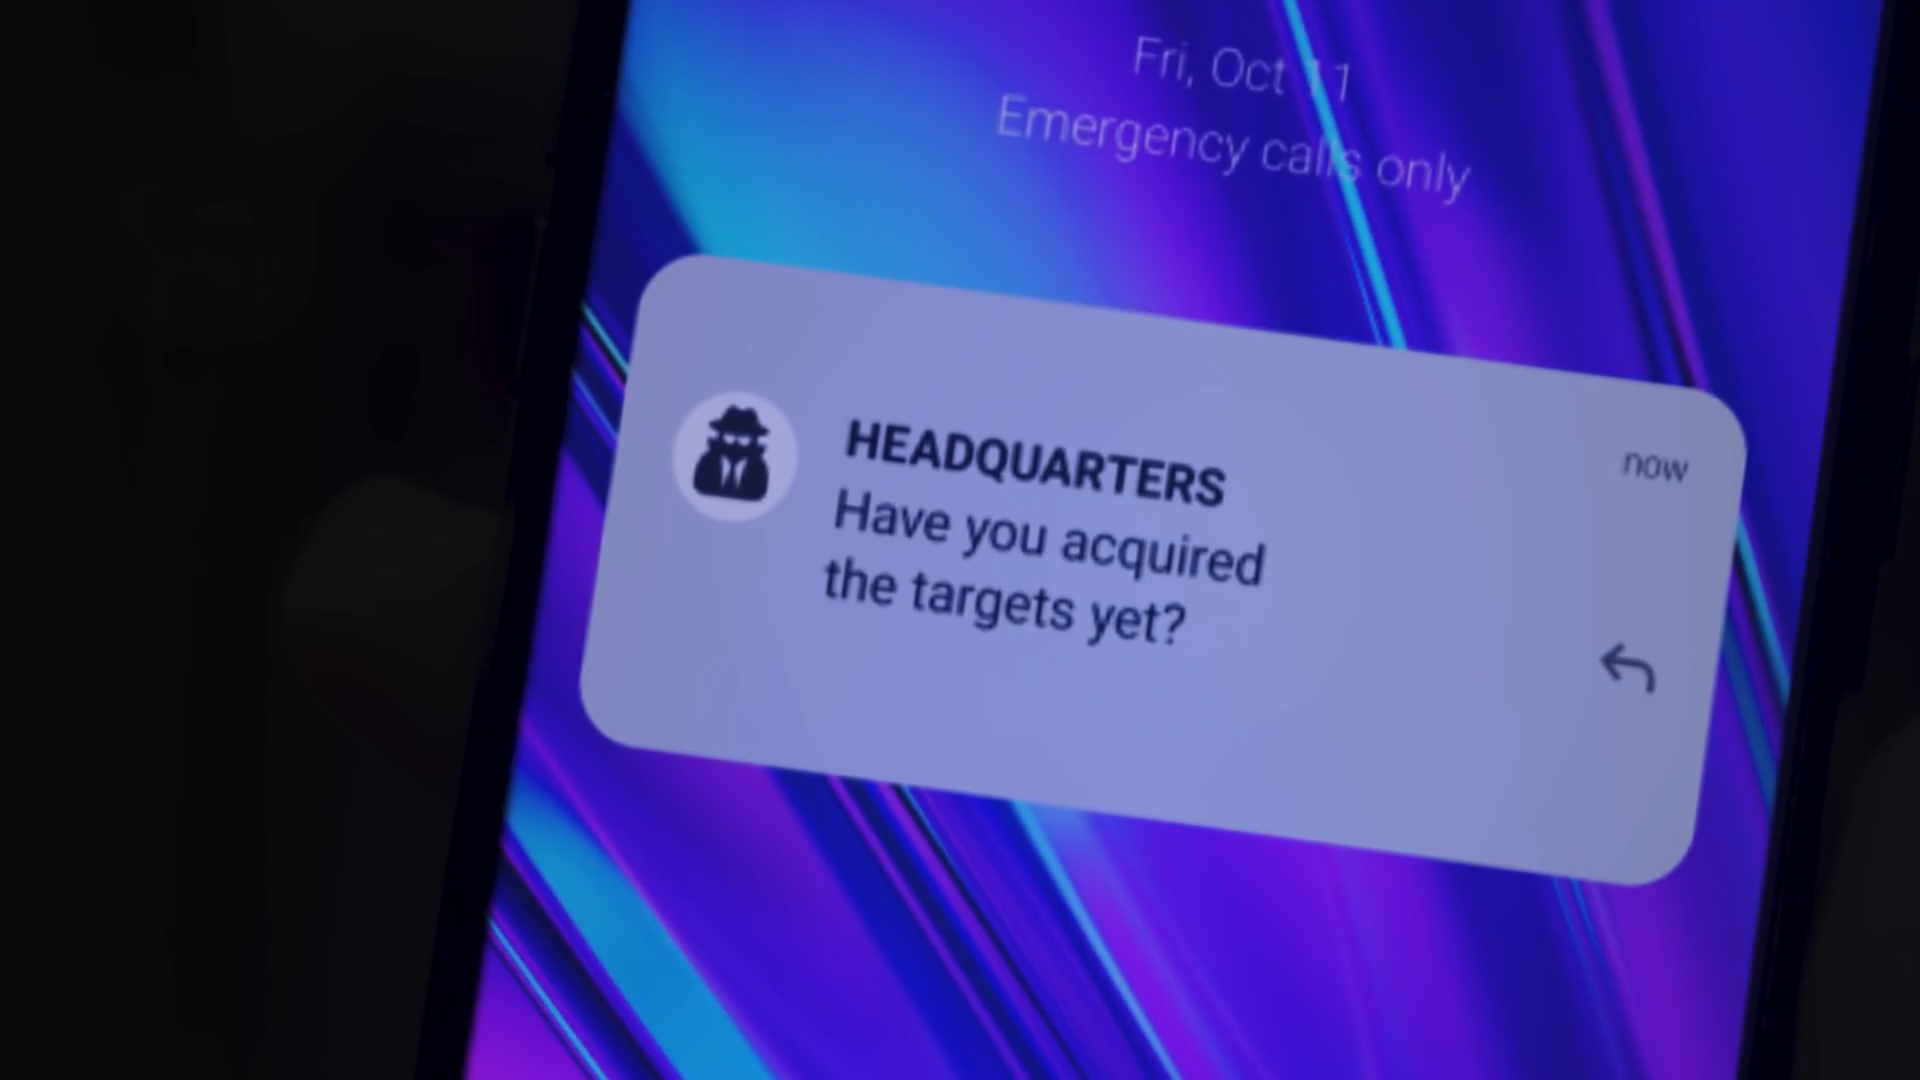 Fri, Oct 11
Emergency calls only
HEADQUARTERS
now
Have you acquired
the targets yet?